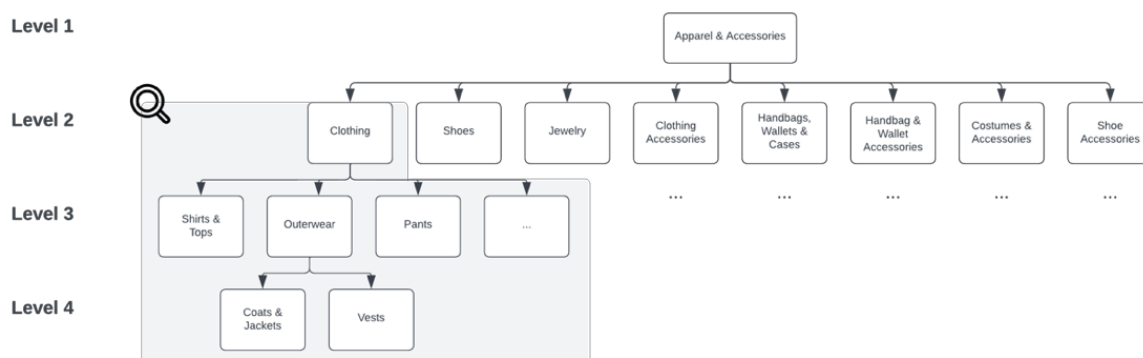 Level 1
Apparel & Accessories
Level 2
Clothing
Shoes
Jewelry
Clothing
Accessories
Handbags,
Wallets &
Cases
Handbag &
Wallet
Accessories
Costumes &
Accessories
Shoe
Accessories
Level 3
Shirts &
Tops
Outerwear
Pants
...
...
...
...
...
...
Level 4
Coats &
Jackets
Vests